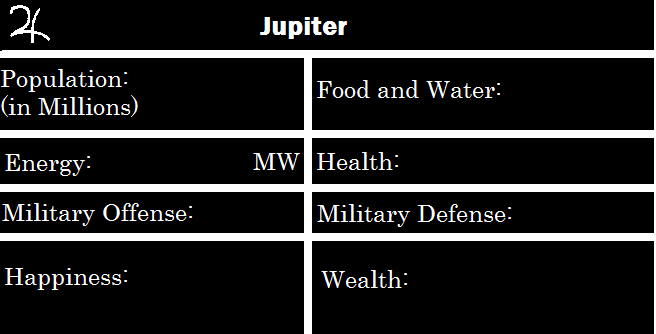 ♃ Jupiter
Population:
(in Millions)
Food and Water:
Energy: MW
Health:
Military Offense:
Military Defense:
Happiness:
Wealth: